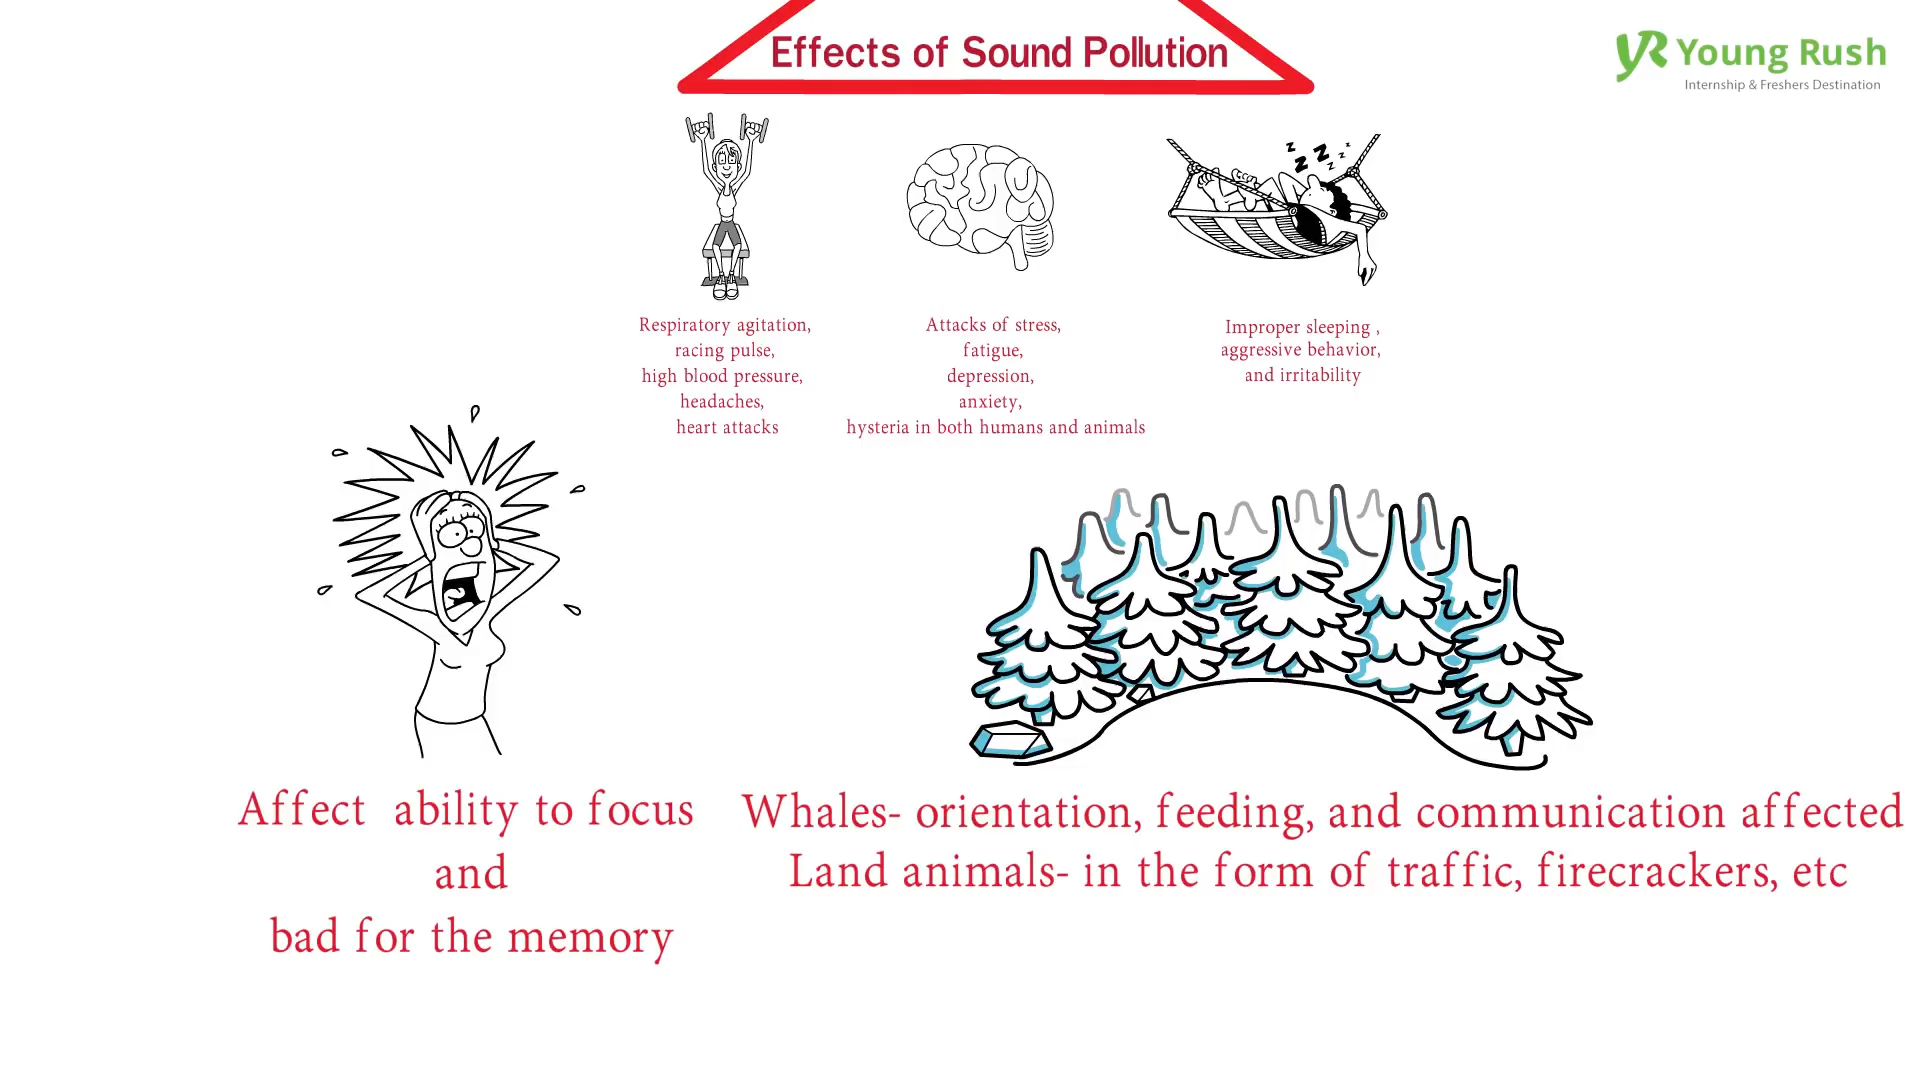 Effects of Sound Pollution
YR Young Rush
Internship & Freshers Destination
z z z z z z
Respiratory agitation,
racing pulse,
high blood pressure,
headaches,
heart attacks
Attacks of stress,
fatigue,
depression,
anxiety,
hysteria in both humans and animals
Improper sleeping ,
aggressive behavior,
and irritability
Affect ability to focus
and
bad for the memory
Whales- orientation, feeding, and communication affected
Land animals- in the form of traffic, firecrackers, etc